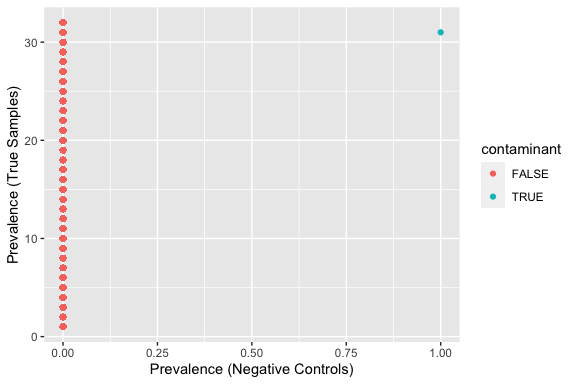 Prevalence (True Samples)
30
20
10
0
0.00 0.25 0.50 0.75 1.00
Prevalence (Negative Controls)
contaminant
FALSE
TRUE